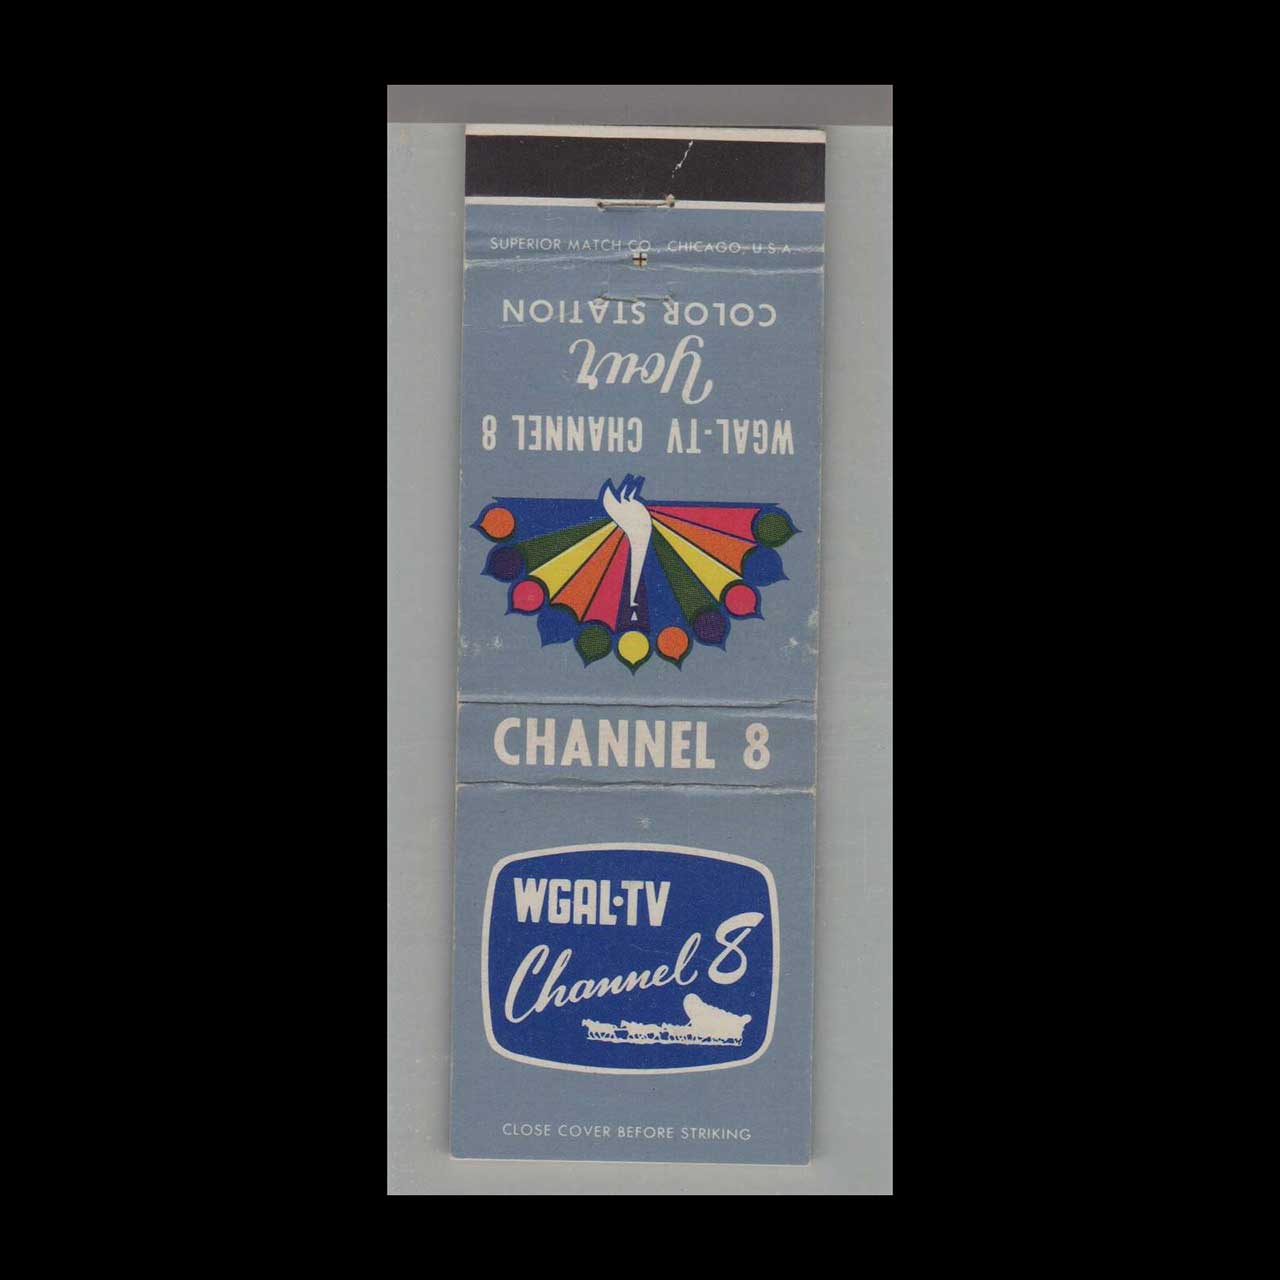 SUPERIOR MATCH CO., CHICAGO, U.S.A.
WGAL-TV CHANNEL 8
Your
COLOR STATION
CHANNEL 8
WGAL·TV
Channel 8
CLOSE COVER BEFORE STRIKING